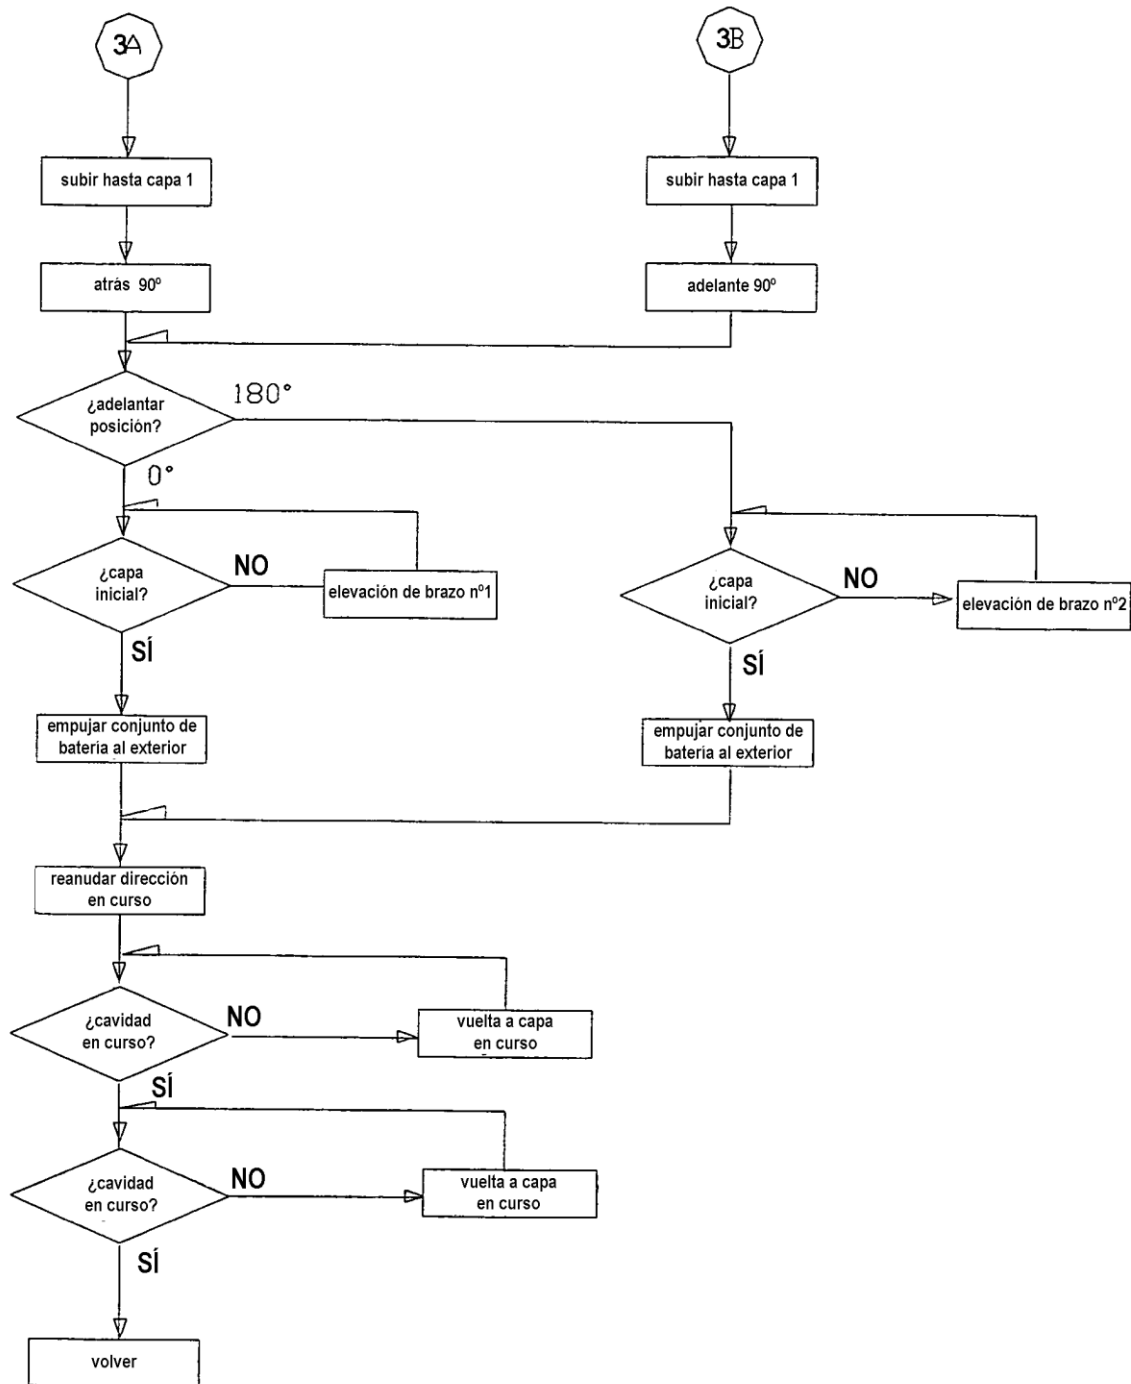 3A
3B
subir hasta capa 1
subir hasta capa 1
atrás 90º
adelante 90º
¿adelantar
posición?
180°
0°
¿capa
inicial?
NO
elevación de brazo nº1
¿capa
inicial?
NO
elevación de brazo nº2
SÍ
SÍ
empujar conjunto de
batería al exterior
empujar conjunto de
batería al exterior
reanudar dirección
en curso
¿cavidad
en curso?
NO
vuelta a capa
en curso
SÍ
¿cavidad
en curso?
NO
vuelta a capa
en curso
SÍ
volver